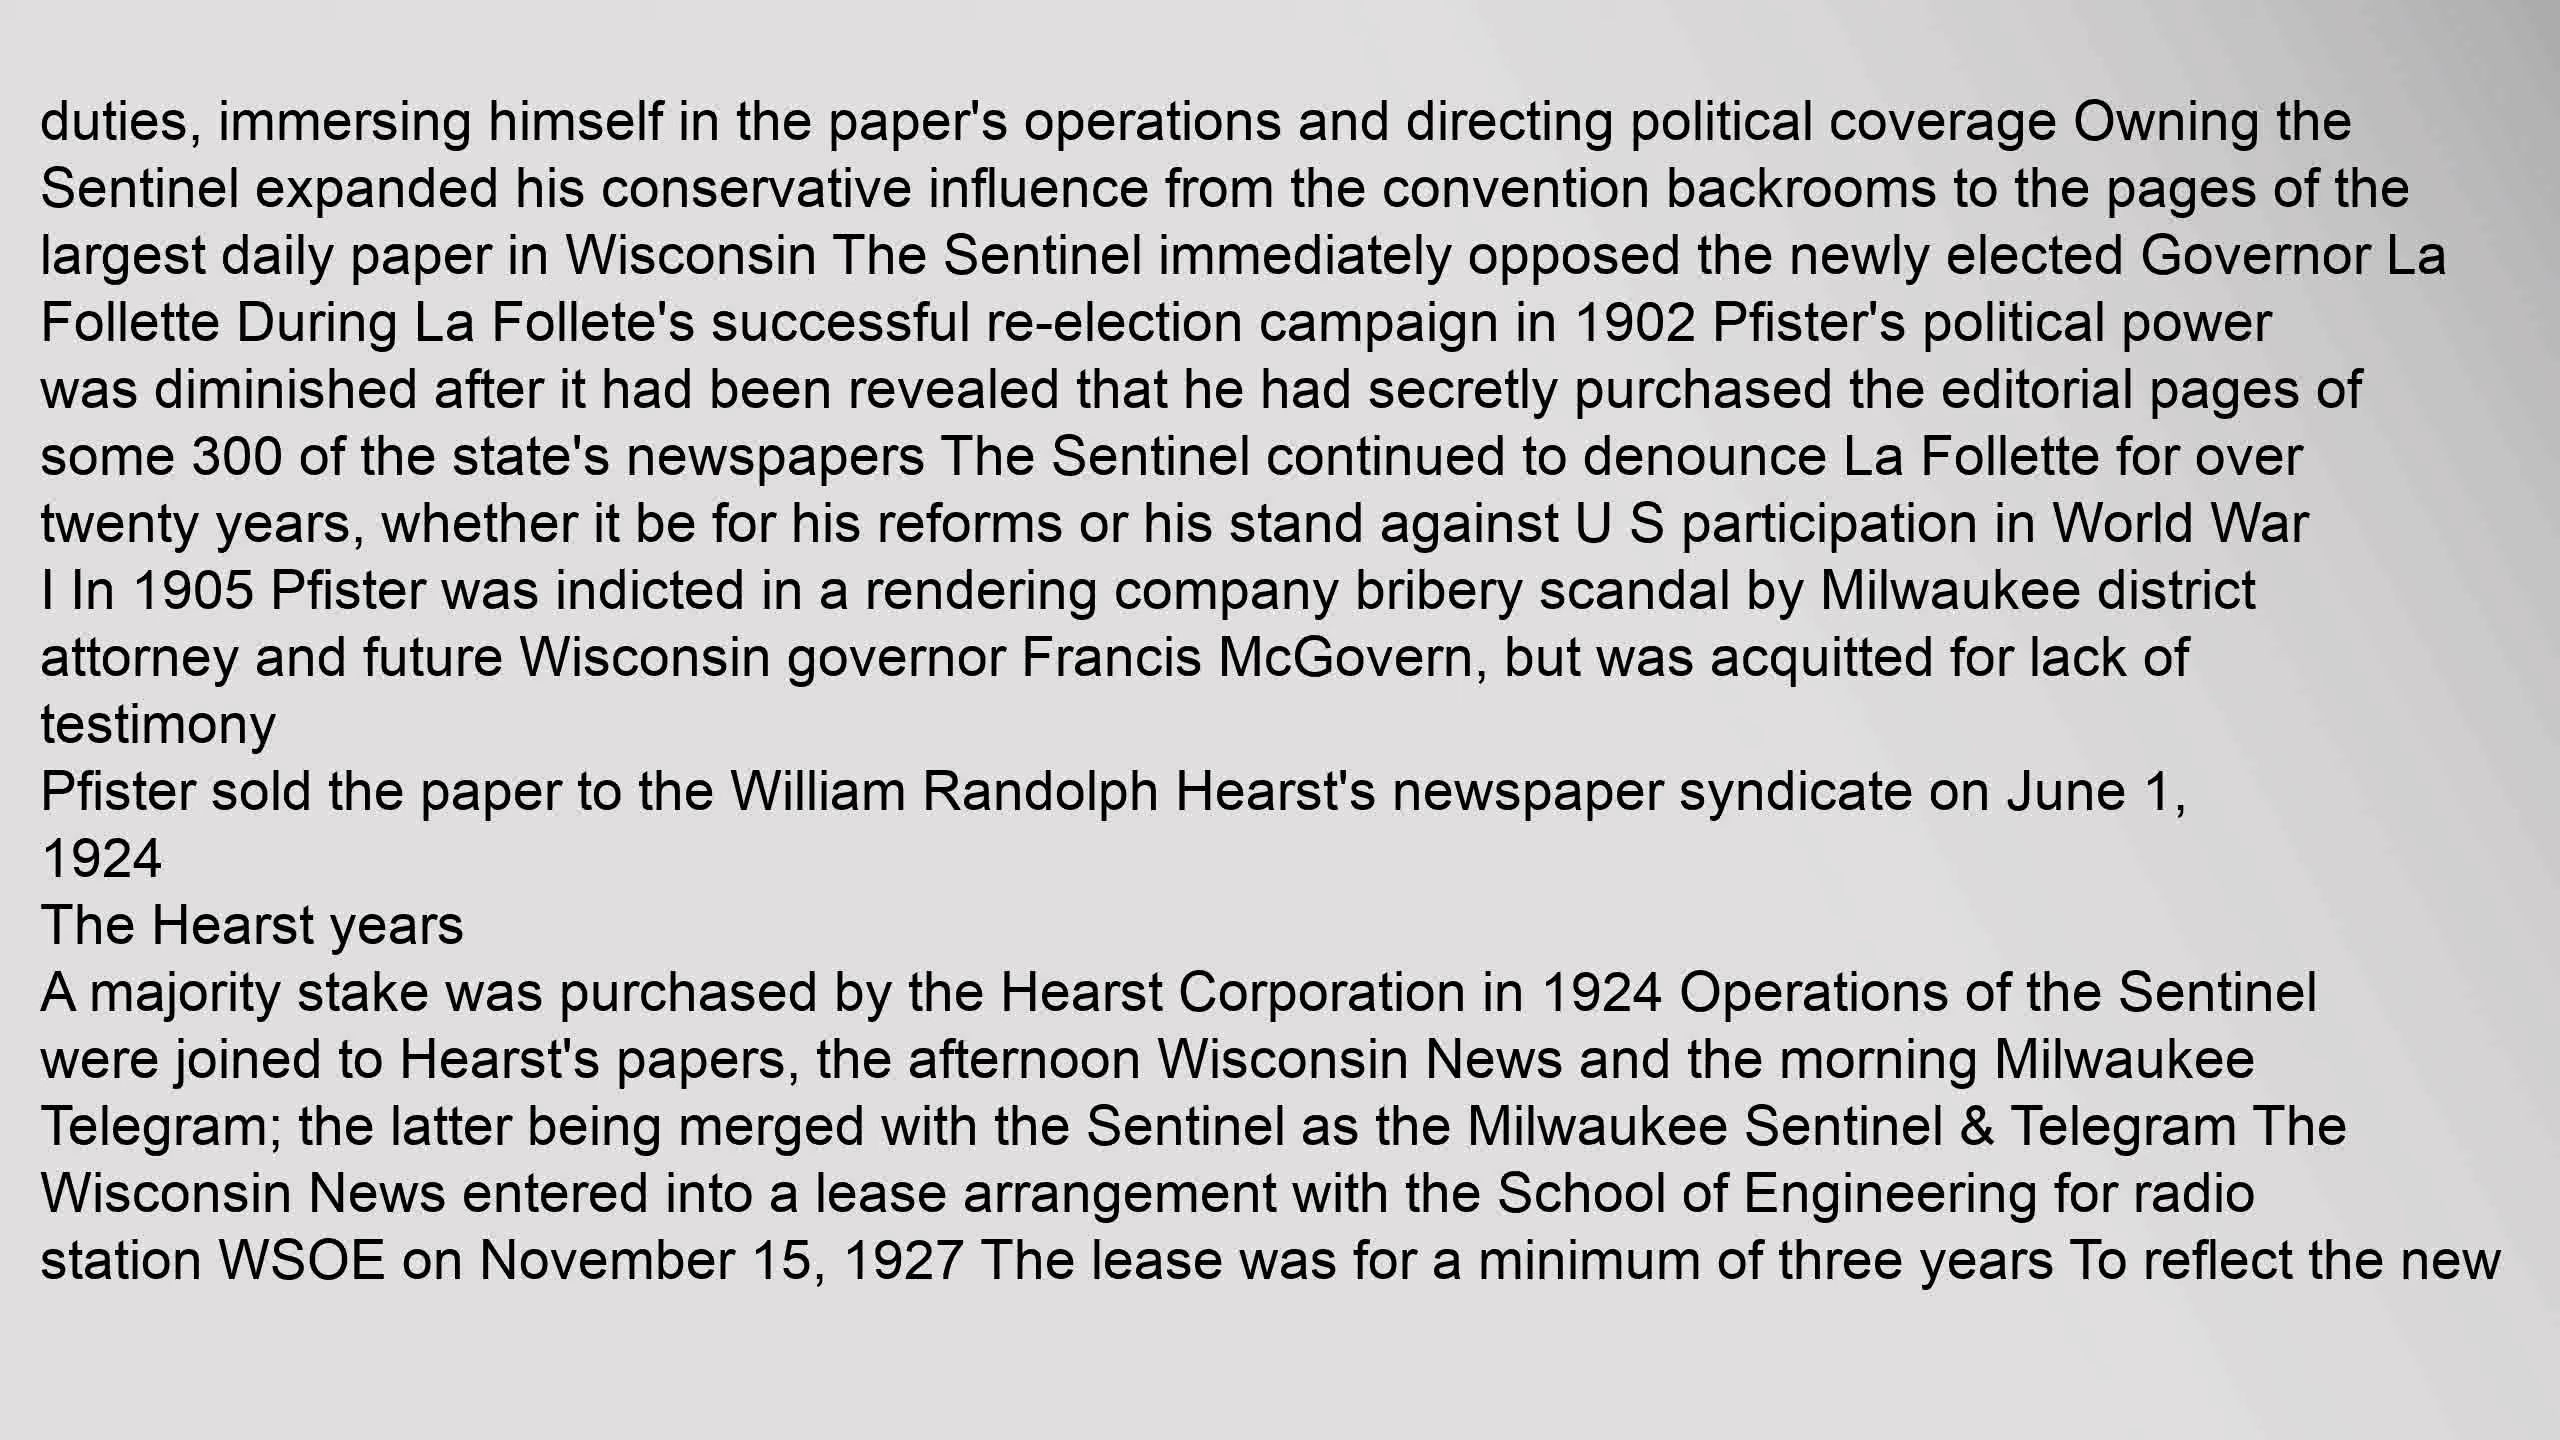 duties, immersing himself in the paper's operations and directing political coverage Owning the
Sentinel expanded his conservative influence from the convention backrooms to the pages of the
largest daily paper in Wisconsin The Sentinel immediately opposed the newly elected Governor La
Follette During La Follete's successful re-election campaign in 1902 Pfister's political power
was diminished after it had been revealed that he had secretly purchased the editorial pages of
some 300 of the state's newspapers The Sentinel continued to denounce La Follette for over
twenty years, whether it be for his reforms or his stand against U S participation in World War
I In 1905 Pfister was indicted in a rendering company bribery scandal by Milwaukee district
attorney and future Wisconsin governor Francis McGovern, but was acquitted for lack of
testimony
Pfister sold the paper to the William Randolph Hearst's newspaper syndicate on June 1,
1924
The Hearst years
A majority stake was purchased by the Hearst Corporation in 1924 Operations of the Sentinel
were joined to Hearst's papers, the afternoon Wisconsin News and the morning Milwaukee
Telegram; the latter being merged with the Sentinel as the Milwaukee Sentinel & Telegram The
Wisconsin News entered into a lease arrangement with the School of Engineering for radio
station WSOE on November 15, 1927 The lease was for a minimum of three years To reflect the new